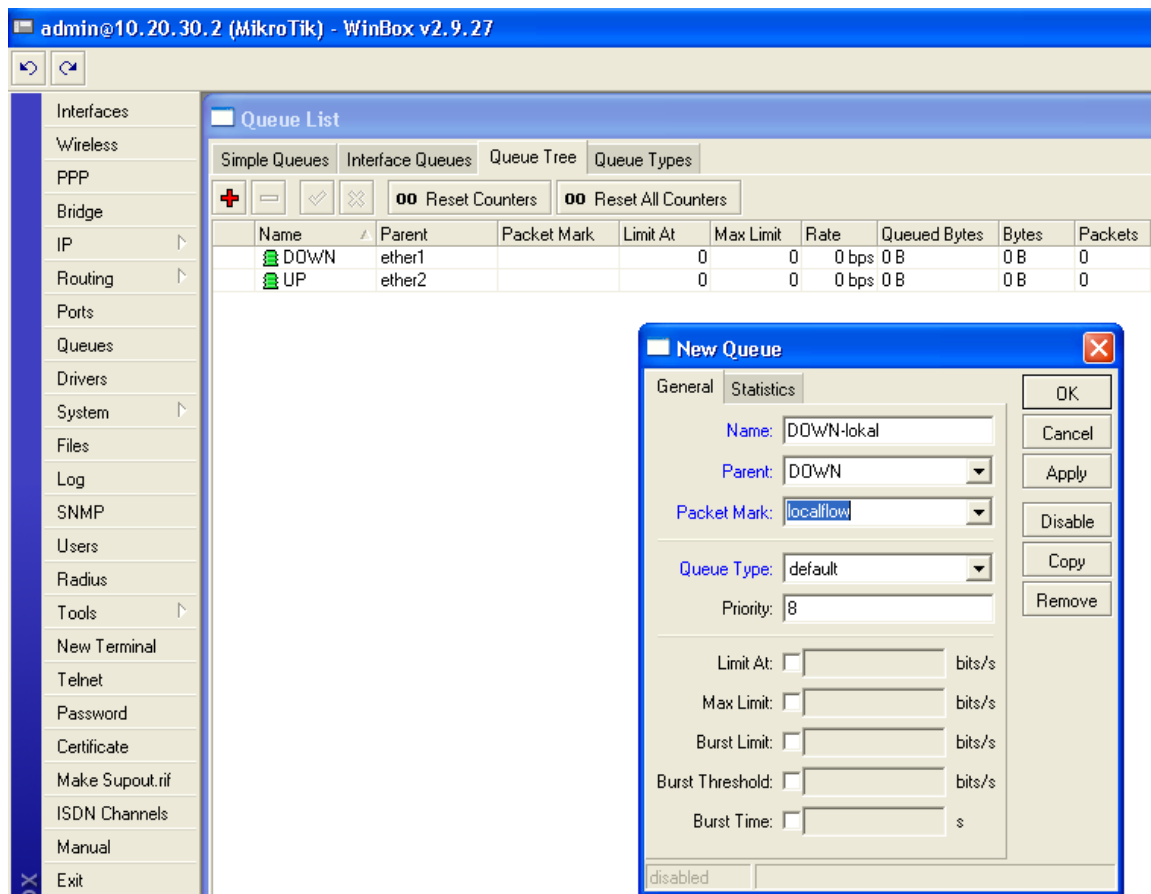 admin@10.20.30.2 (MikroTik) - WinBox v2.9.27
Interfaces
Wireless
PPP
Bridge
IP
Routing
Ports
Queues
Drivers
System
Files
Log
SNMP
Users
Radius
Tools
New Terminal
Telnet
Password
Certificate
Make Supout.rif
ISDN Channels
Manual
Exit
Queue List
Simple Queues Interface Queues Queue Tree Queue Types
00 Reset Counters 00 Reset All Counters
Name Parent Packet Mark Limit At Max Limit Rate Queued Bytes Bytes Packets
DOWN ether1 0 0 0 bps 0 B 0 B 0
UP ether2 0 0 0 bps 0 B 0 B 0
New Queue
General Statistics
Name: DOWN-lokal
Parent: DOWN
Packet Mark: localflow
Queue Type: default
Priority: 8
Limit At: bits/s
Max Limit: bits/s
Burst Limit: bits/s
Burst Threshold: bits/s
Burst Time: s
OK
Cancel
Apply
Disable
Copy
Remove
disabled